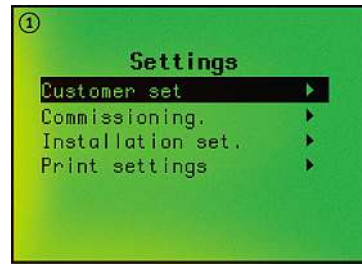 ①
Settings
Customer set
Commissioning.
Installation set.
Print settings